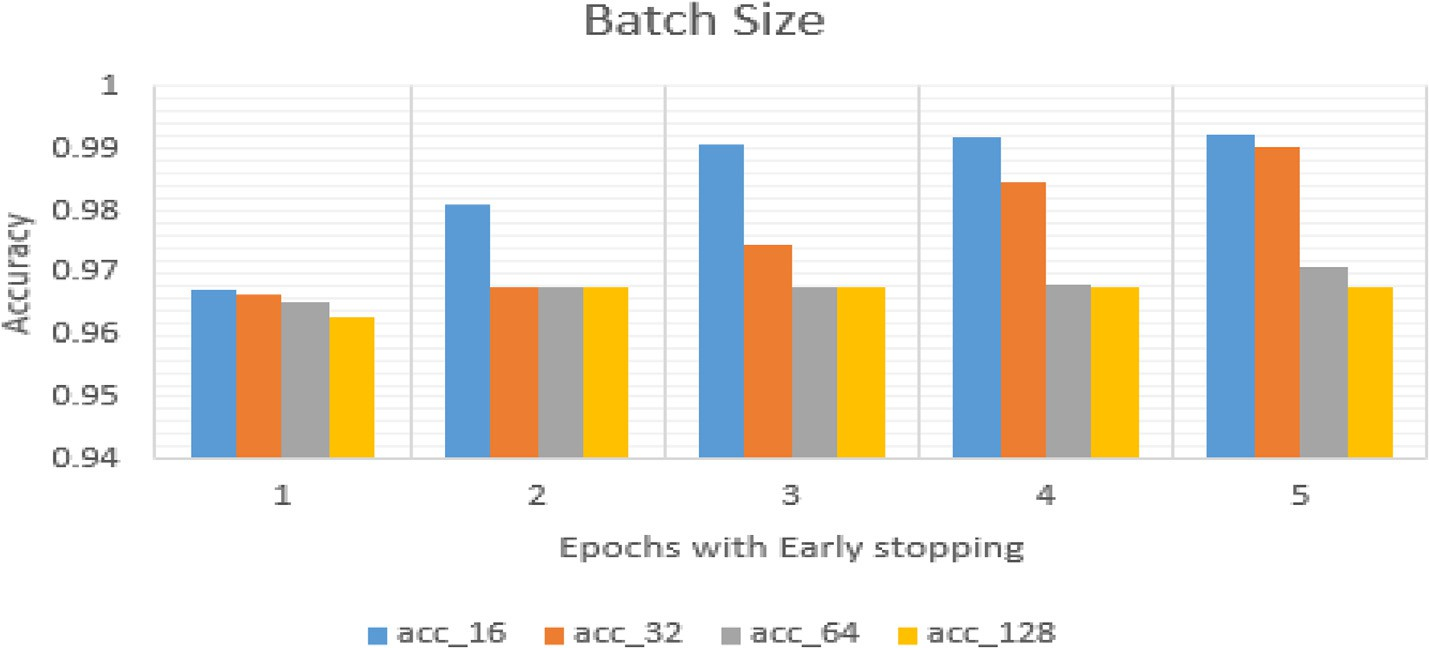 Batch Size
1
0.99
0.98
0.97
0.96
0.95
0.94
Accuracy
1 2 3 4 5
Epochs with Early stopping
acc_16 acc_32 acc_64 acc_128